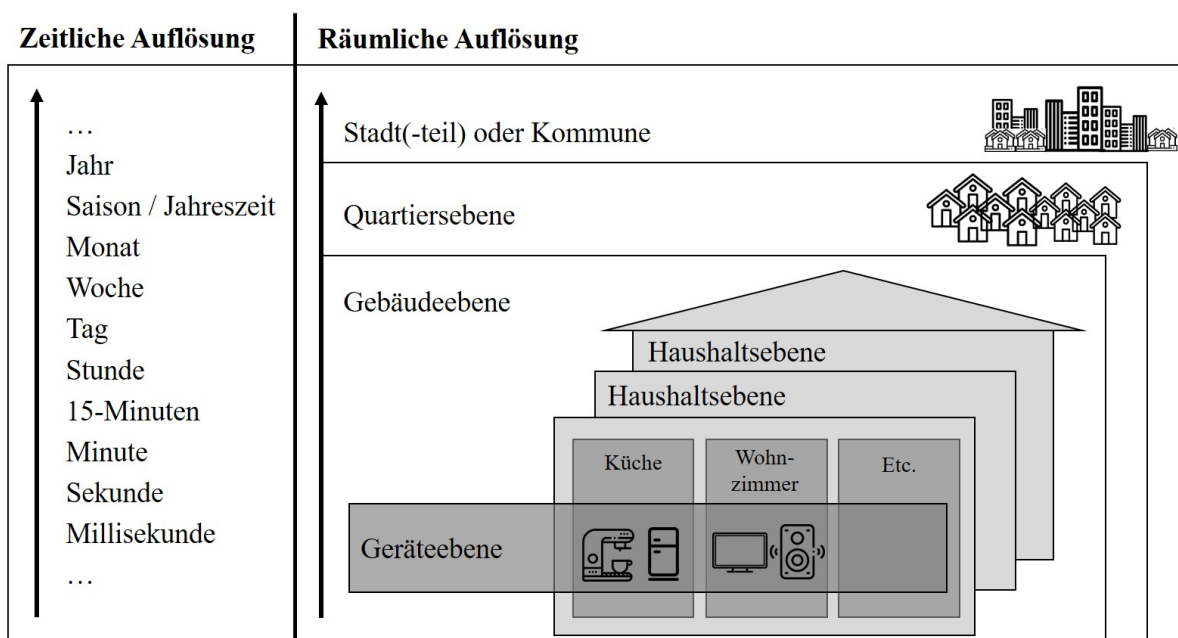 Zeitliche Auflösung
…
Jahr
Saison / Jahreszeit
Monat
Woche
Tag
Stunde
15-Minuten
Minute
Sekunde
Millisekunde
…
Räumliche Auflösung
Stadt(-teil) oder Kommune
Quartiersebene
Gebäudeebene
Haushaltsebene
Haushaltsebene
Küche
Wohn-
zimmer
Etc.
Geräteebene